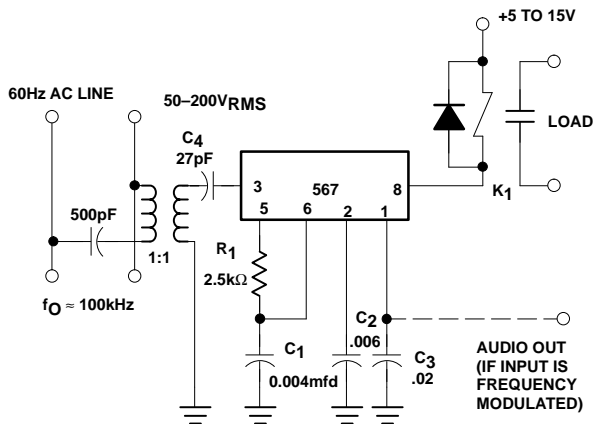 +5 TO 15V
60Hz AC LINE
50–200VRMS
C4
27pF
LOAD
3
567
8
K1
5
6
2
1
500pF
1:1
R1
2.5kΩ
fO ≈ 100kHz
C1
0.004mfd
C2
.006
C3
.02
AUDIO OUT
(IF INPUT IS
FREQUENCY
MODULATED)